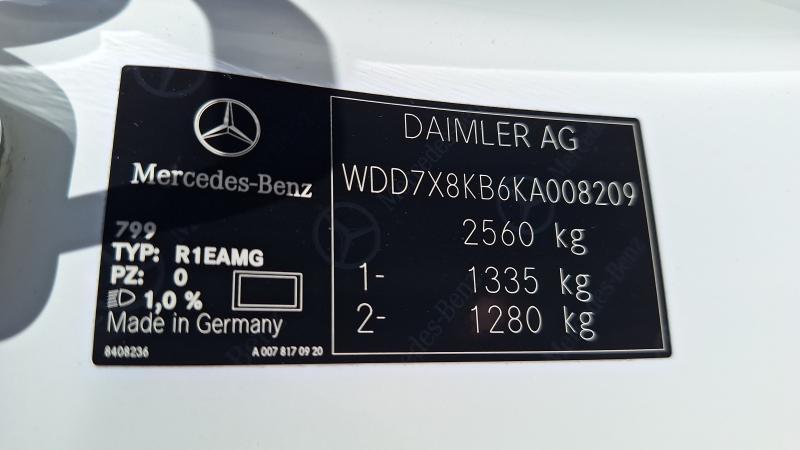 Mercedes-Benz
799
TYP: R1EAMG
PZ: 0
1,0 %
Made in Germany
8408236
A 007 817 09 20
DAIMLER AG
WDD7X8KB6KA008209
2560 kg
1- 1335 kg
2- 1280 kg